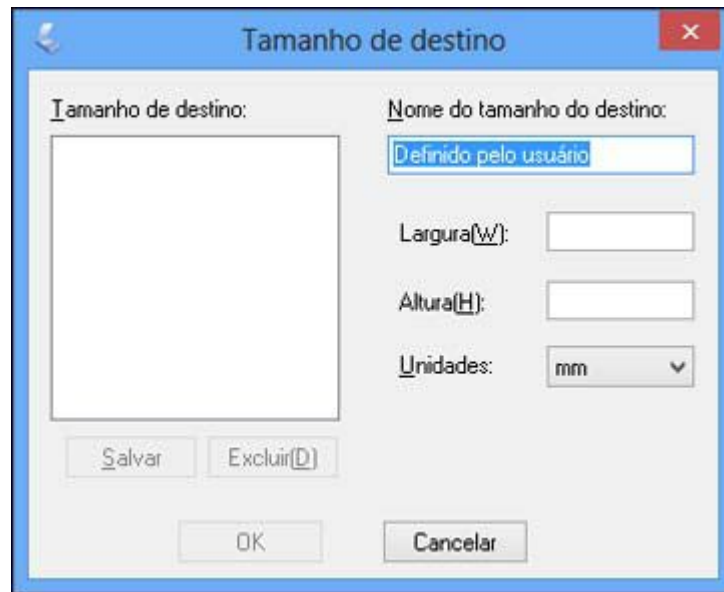 Tamanho de destino
Tamanho de destino:
Nome do tamanho do destino:
Definido pelo usuário
Largura(W):
Altura(H):
Unidades:
mm
Salvar
Excluir(D)
OK
Cancelar